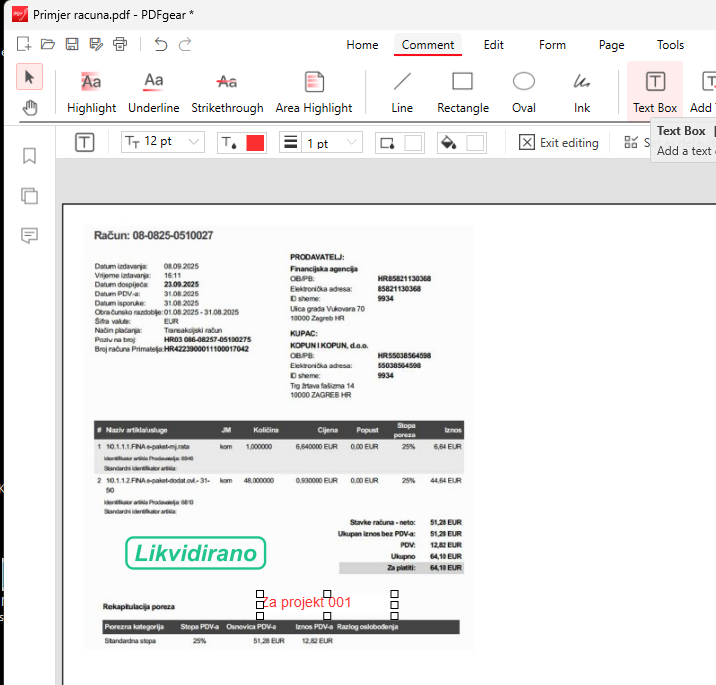 Primjer racuna.pdf - PDFgear *
Home Comment Edit Form Page Tools
Highlight Underline Strikethrough Area Highlight Line Rectangle Oval Ink Text Box Add
12 pt 1 pt Exit editing
Text Box
Add a text
Račun: 08-0825-0510027
Datum izdavanja: 08.09.2025
Vrijeme izdavanja: 16:11
Datum dospijeća: 23.09.2025
Datum PDV-a: 31.08.2025
Datum isporuke: 31.08.2025
Obračunsko razdoblje: 01.08.2025 - 31.08.2025
Šifra valute: EUR
Način plaćanja: Transakcijski račun
Poziv na broj: HR03 086-08257-05100275
Broj računa Primatelja: HR4223900011100017042
PRODAVATELJ:
Financijska agencija
OIB/PB: HR85821130368
Elektronička adresa: 85821130368
ID sheme: 9934
Ulica grada Vukovara 70
10000 Zagreb HR
KUPAC:
KOPUN I KOPUN, d.o.o.
OIB/PB: HR55038564598
Elektronička adresa: 55038564598
ID sheme: 9934
Trg žrtava fašizma 14
10000 ZAGREB HR
# Naziv artikla/usluge JM Količina Cijena Popust Stopa poreza Iznos
1 10.1.1.1.FINA e-paket-mj.rata kom 1,000000 6,640000 EUR 0,00 EUR 25% 6,64 EUR
Identifikator artikla Prodavatelja: 6946
Standardni identifikator artikla:
2 10.1.1.2.FINA e-paket-dodat.ovl.- 31- kom 48,000000 0,930000 EUR 0,00 EUR 25% 44,64 EUR
50
Identifikator artikla Prodavatelja: 6810
Standardni identifikator artikla:
Stavke računa - neto: 51,28 EUR
Ukupan iznos bez PDV-a: 51,28 EUR
PDV: 12,82 EUR
Ukupno 64,10 EUR
Za platiti: 64,10 EUR
Likvidirano
Za projekt 001
Rekapitulacija poreza
Porezna kategorija Stopa PDV-a Osnovica PDV-a Iznos PDV-a Razlog oslobođenja
Standardna stopa 25% 51,28 EUR 12,82 EUR